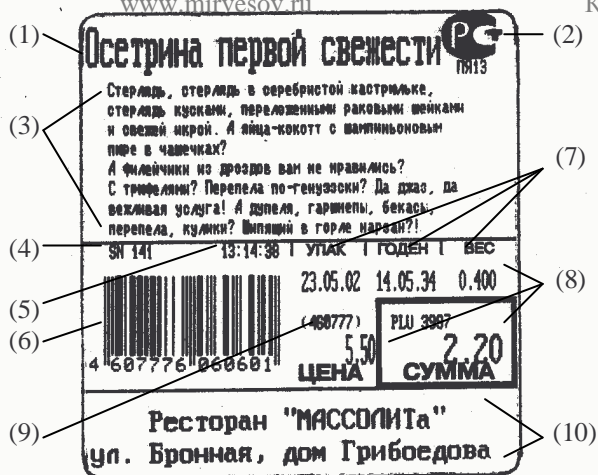 www.mirvesov.ru
R
(1) Осетрина первой свежести (2)
РС
ПЯ13
(3) Стерлядь, стерлядь в серебристой кастрюльке,
стерлядь кусками, переложенными раковыми шейками
и свежей икрой. А яйца-кокотт с шампиньоновым
пюре в чашечках?
А филейчики из дроздов вам не нравились?
С трюфелями? Перепела по-генуэзски? Да джаз, да
вежливая услуга! А дупеля, гаршнепы, бекасы,
перепела, кулики? Шипящий в горле нарзан?!
(7)
(4) SN 141 13:14:38 | УПАК | ГОДЕН | ВЕС
(5) 23.05.02 14.05.34 0.400 (8)
(6) (460777) PLU 3907
5.50 2.20
4 607776 060601 ЦЕНА СУММА
(9) Ресторан "МАССОЛИТа" (10)
ул. Бронная, дом Грибоедова